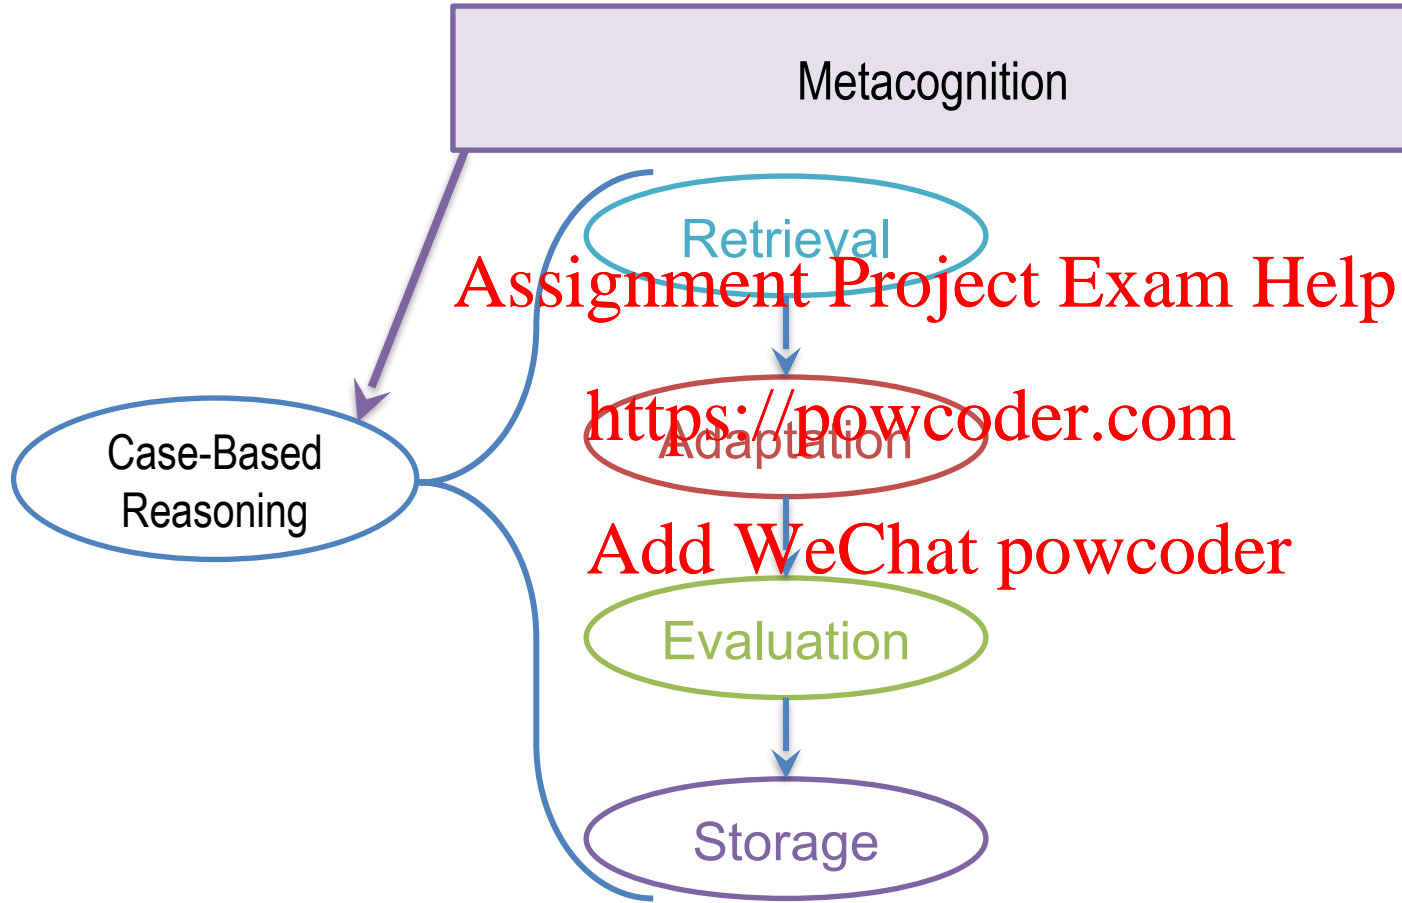 Metacognition
Retrieval
Assignment Project Exam Help
https://powcoder.com
Adaptation
Case-Based
Reasoning
Add WeChat powcoder
Evaluation
Storage